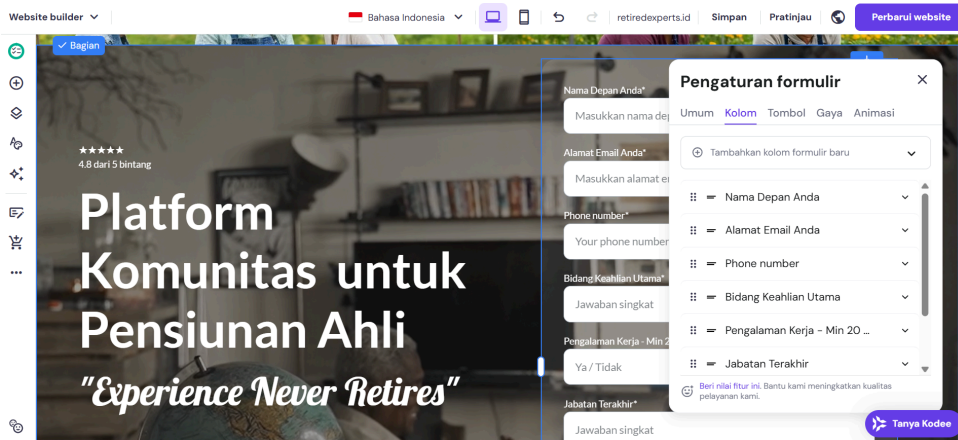 Website builder
Bahasa Indonesia
retiredexperts.id
Simpan
Pratinjau
Perbarui website
Bagian
4.8 dari 5 bintang
Platform
Komunitas untuk
Pensiunan Ahli
"Experience Never Retires"
Nama Depan Anda*
Masukkan nama dep
Alamat Email Anda*
Masukkan alamat en
Phone number*
Your phone number
Bidang Keahlian Utama*
Jawaban singkat
Pengalaman Kerja - Min 2
Ya / Tidak
Jabatan Terakhir*
Jawaban singkat
Pengaturan formulir
Umum Kolom Tombol Gaya Animasi
Tambahkan kolom formulir baru
Nama Depan Anda
Alamat Email Anda
Phone number
Bidang Keahlian Utama
Pengalaman Kerja - Min 20 ...
Jabatan Terakhir
Beri nilai fitur ini. Bantu kami meningkatkan kualitas
pelayanan kami.
Tanya Kodee